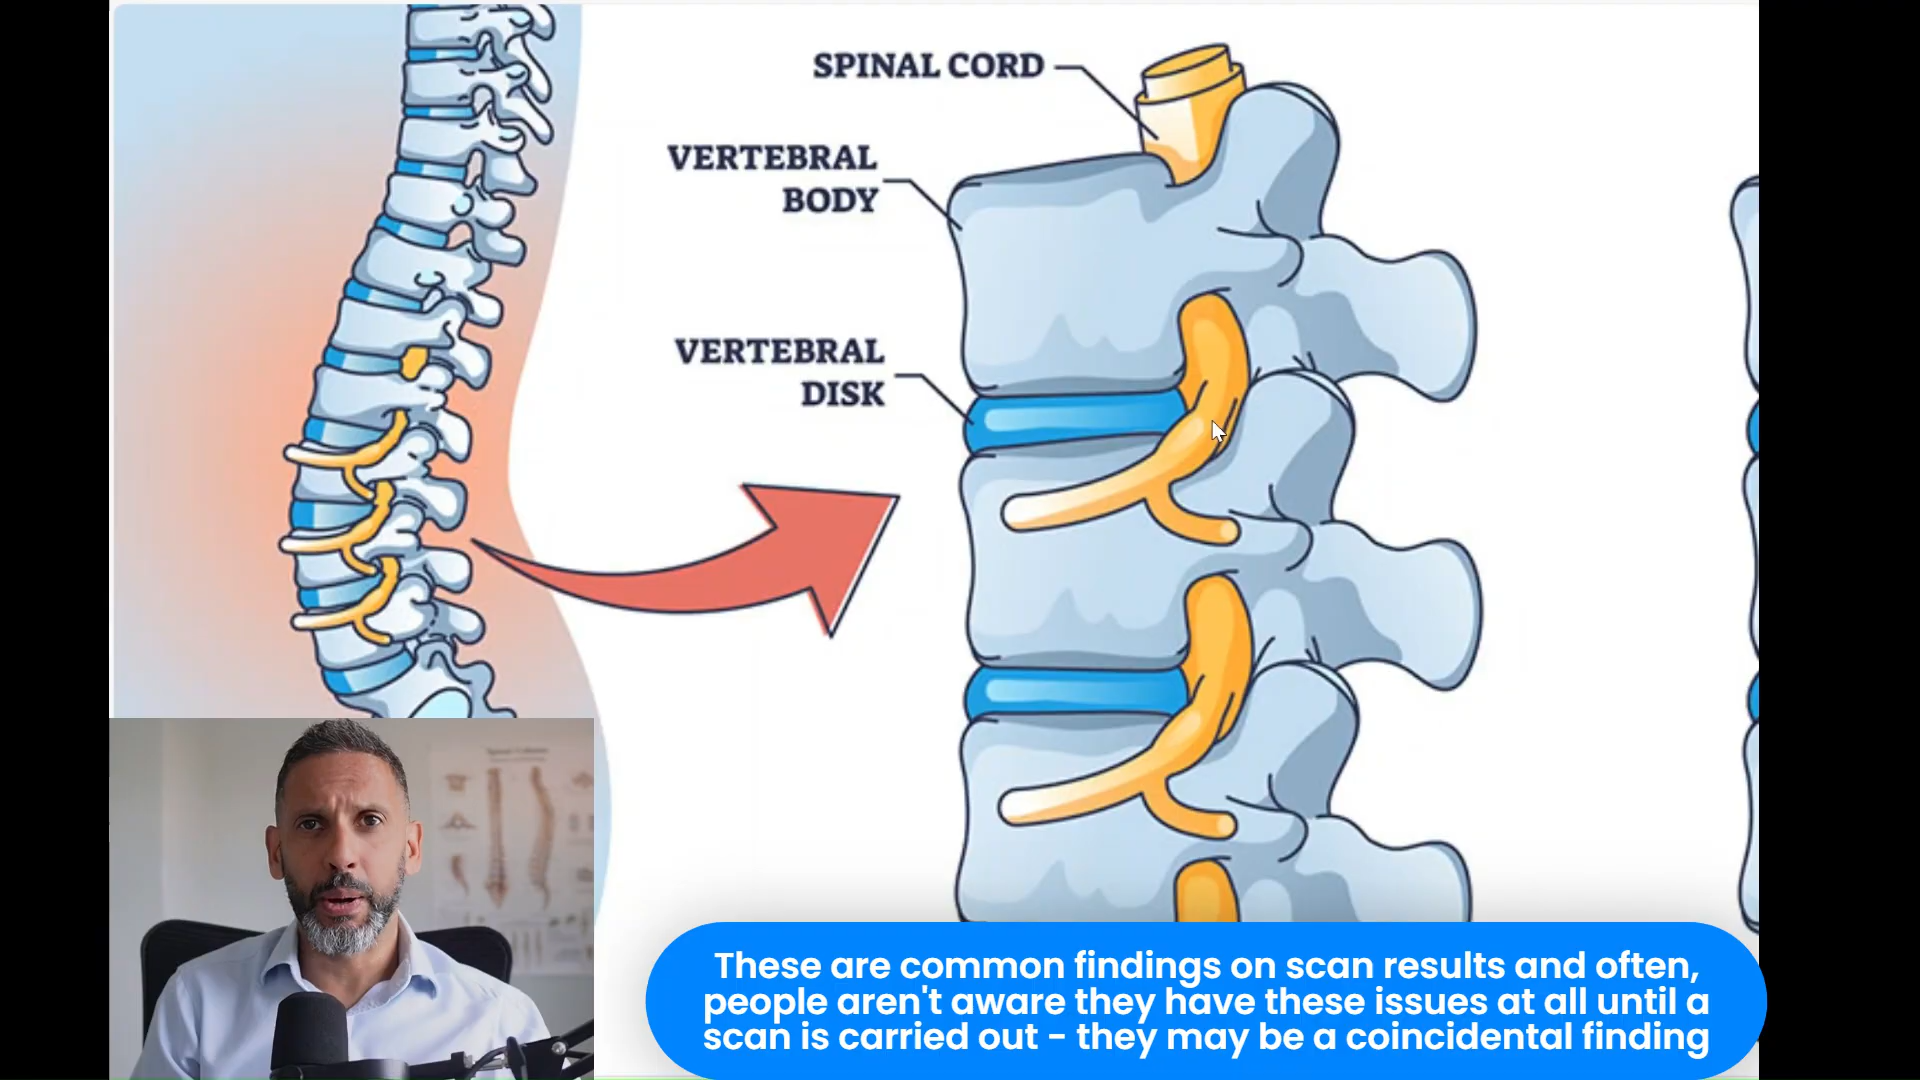 SPINAL CORD
VERTEBRAL
BODY
VERTEBRAL
DISK
These are common findings on scan results and often,
people aren't aware they have these issues at all until a
scan is carried out - they may be a coincidental finding